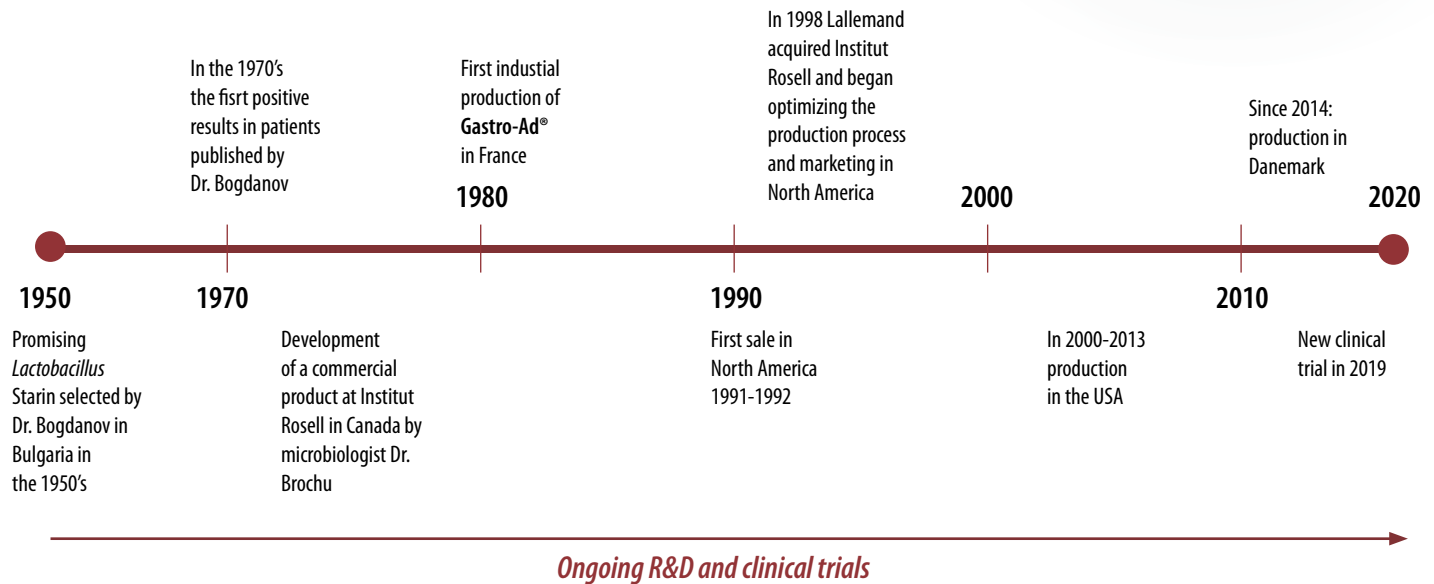 In the 1970's
the fisrt positive
results in patients
published by
Dr. Bogdanov
First industial
production of
Gastro-Ad®
in France
In 1998 Lallemand
acquired Institut
Rosell and began
optimizing the
production process
and marketing in
North America
Since 2014:
production in
Danemark
1980
2000
2020
1950
1970
1990
2010
Promising
Lactobacillus
Starin selected by
Dr. Bogdanov in
Bulgaria in
the 1950's
Development
of a commercial
product at Institut
Rosell in Canada by
microbiologist Dr.
Brochu
First sale in
North America
1991-1992
In 2000-2013
production
in the USA
New clinical
trial in 2019
Ongoing R&D and clinical trials